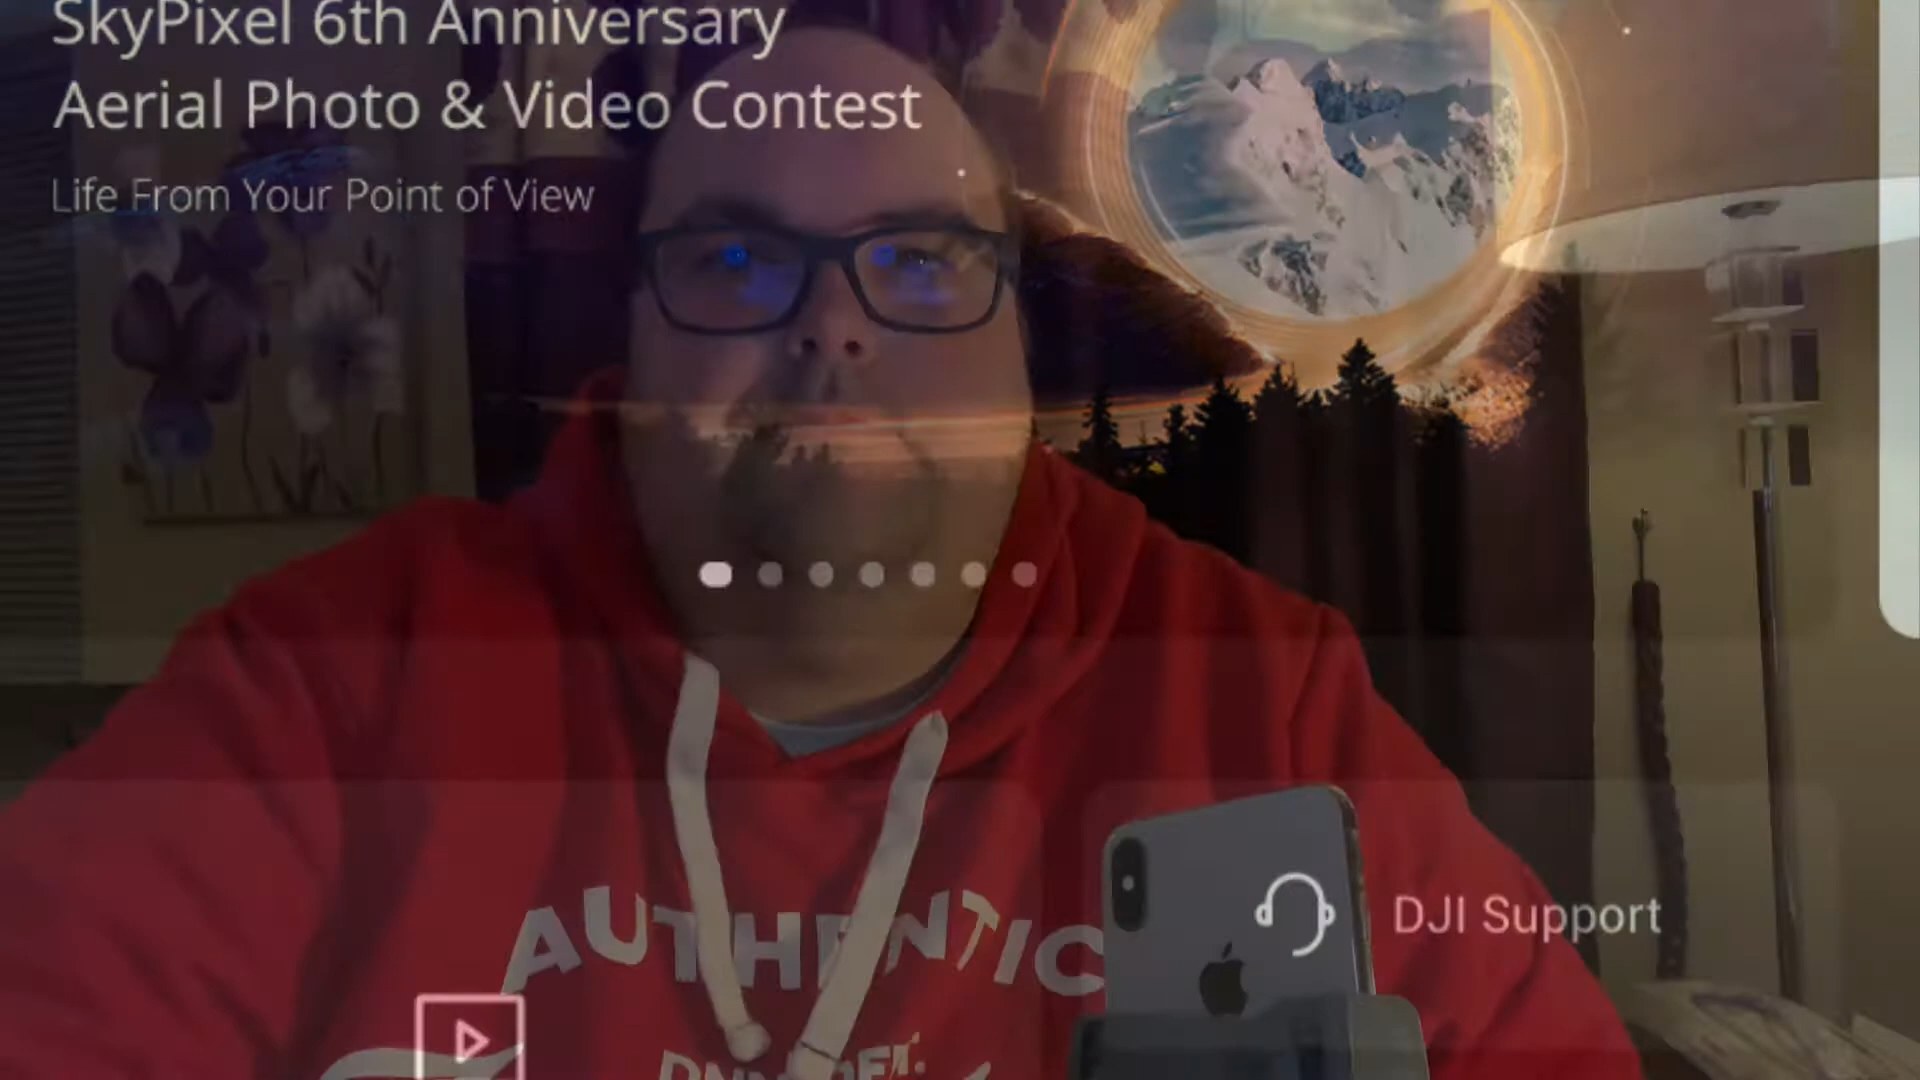 SkyPixel 6th Anniversary
Aerial Photo & Video Contest
Life From Your Point of View
DJI Support
AUTHENTIC